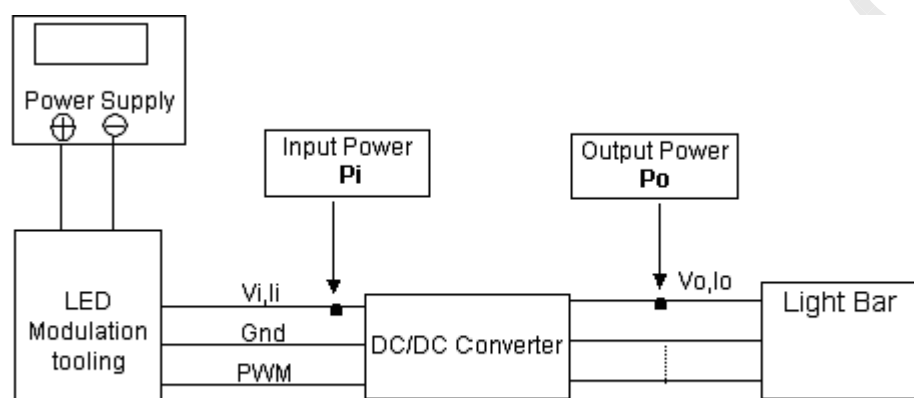 Power Supply
Input Power
Pi
Output Power
Po
Vi,Ii
Vo,Io
LED
Modulation
tooling
Gnd
PWM
DC/DC Converter
Light Bar